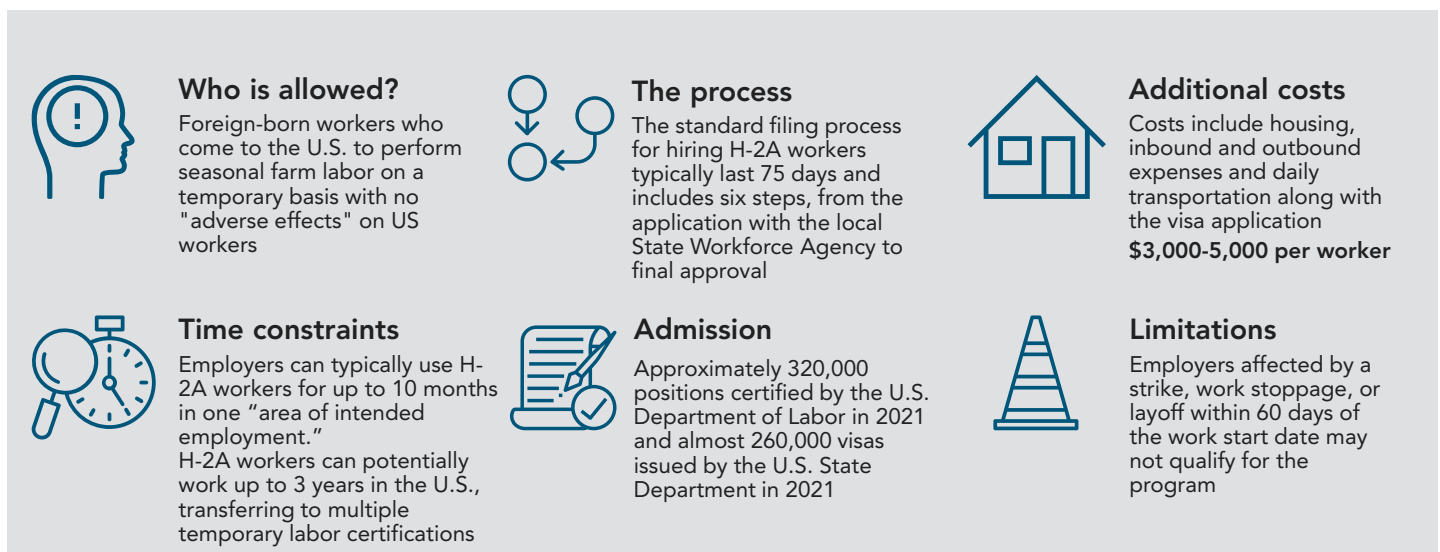 Who is allowed?
Foreign-born workers who
come to the U.S. to perform
seasonal farm labor on a
temporary basis with no
"adverse effects" on US
workers
The process
The standard filing process
for hiring H-2A workers
typically last 75 days and
includes six steps, from the
application with the local
State Workforce Agency to
final approval
Additional costs
Costs include housing,
inbound and outbound
expenses and daily
transportation along with
the visa application
$3,000-5,000 per worker
Time constraints
Employers can typically use H-
2A workers for up to 10 months
in one “area of intended
employment.”
H-2A workers can potentially
work up to 3 years in the U.S.,
transferring to multiple
temporary labor certifications
Admission
Approximately 320,000
positions certified by the U.S.
Department of Labor in 2021
and almost 260,000 visas
issued by the U.S. State
Department in 2021
Limitations
Employers affected by a
strike, work stoppage, or
layoff within 60 days of
the work start date may
not qualify for the
program